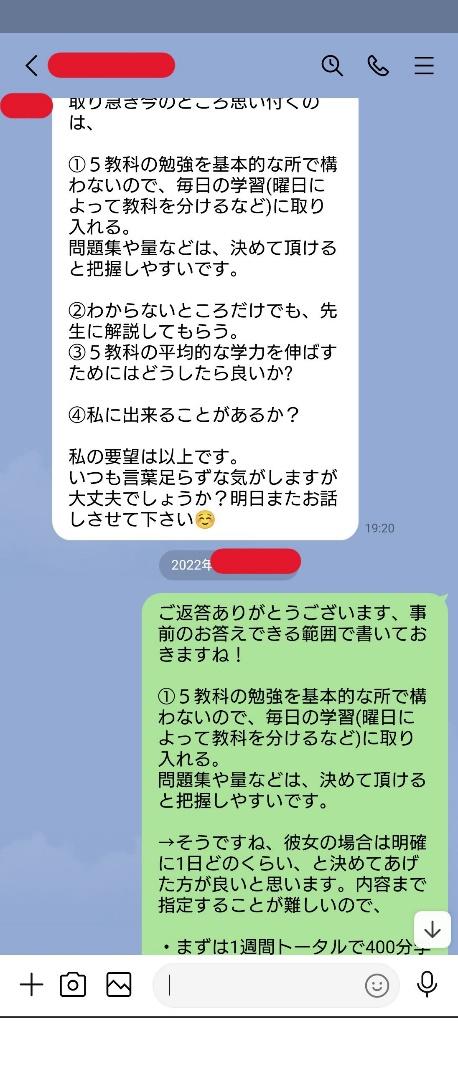 取り急ぎ今のところ思い付くの
は、
①５教科の勉強を基本的な所で構
わないので、毎日の学習(曜日に
よって教科を分けるなど)に取り
入れる。
問題集や量などは、決めて頂ける
と把握しやすいです。
②わからないところだけでも、先
生に解説してもらう。
③５教科の平均的な学力を伸ばす
ためにはどうしたら良いか?
④私に出来ることがあるか？
私の要望は以上です。
いつも言葉足らずな気がしますが
大丈夫でしょうか？明日またお話
しさせて下さい☺️
19:20
2022年
ご返答ありがとうございます、事
前のお答えできる範囲で書いてお
きますね！
①５教科の勉強を基本的な所で構
わないので、毎日の学習(曜日に
よって教科を分けるなど)に取り
入れる。
問題集や量などは、決めて頂ける
と把握しやすいです。
→そうですね、彼女の場合は明確
に1日どのくらい、と決めてあげ
た方が良いと思います。内容まで
指定することが難しいので、
・まずは1週間トータルで400分学